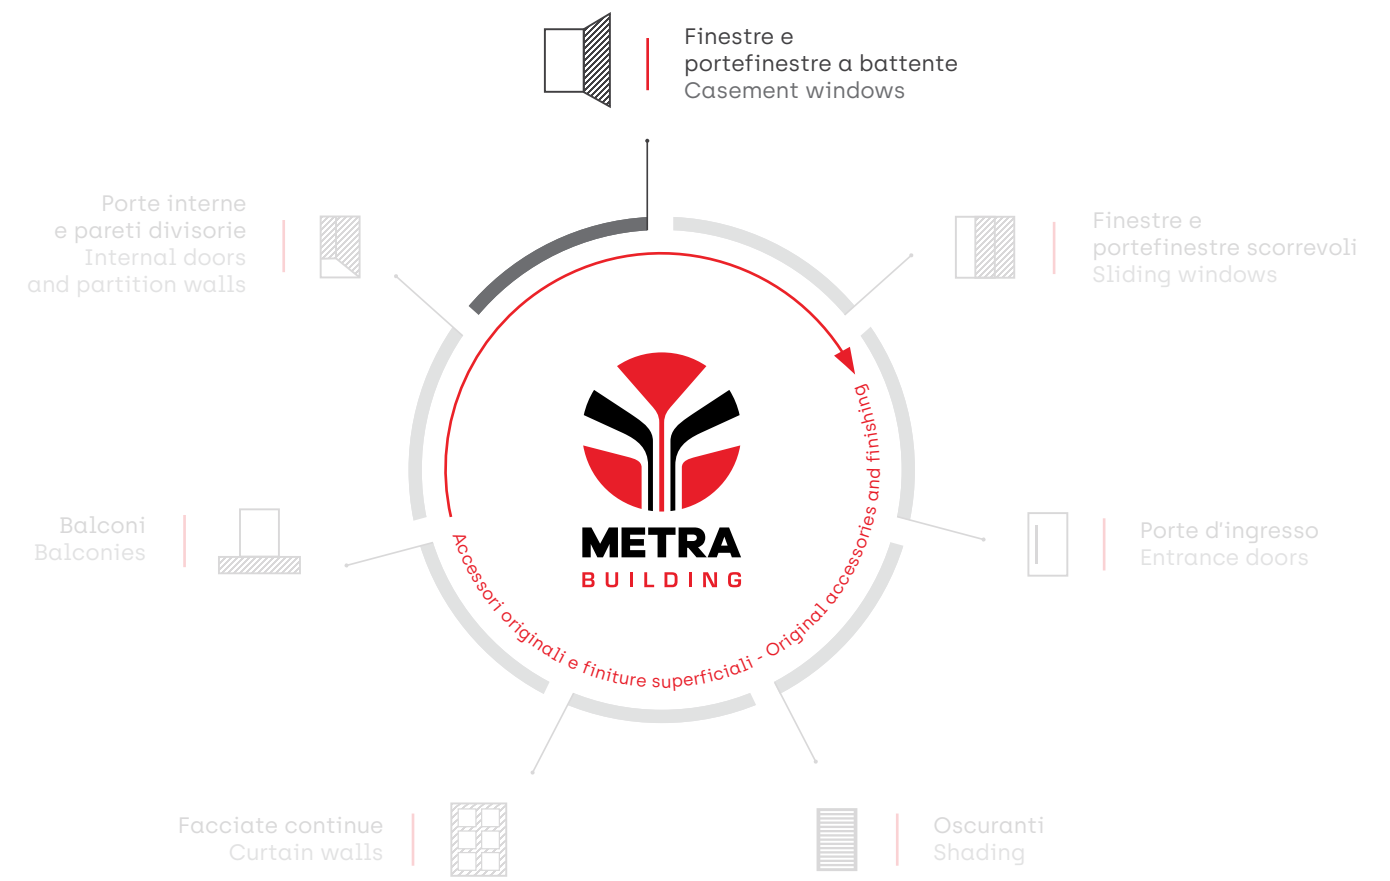 Finestre e
portefinestre a battente
Casement windows
Porte interne
e pareti divisorie
Internal doors
and partition walls
Finestre e
portefinestre scorrevoli
Sliding windows
Balconi
Balconies
METRA
BUILDING
Accessori originali e finiture superficiali - Original accessories and finishing
Porte d'ingresso
Entrance doors
Facciate continue
Curtain walls
Oscuranti
Shading